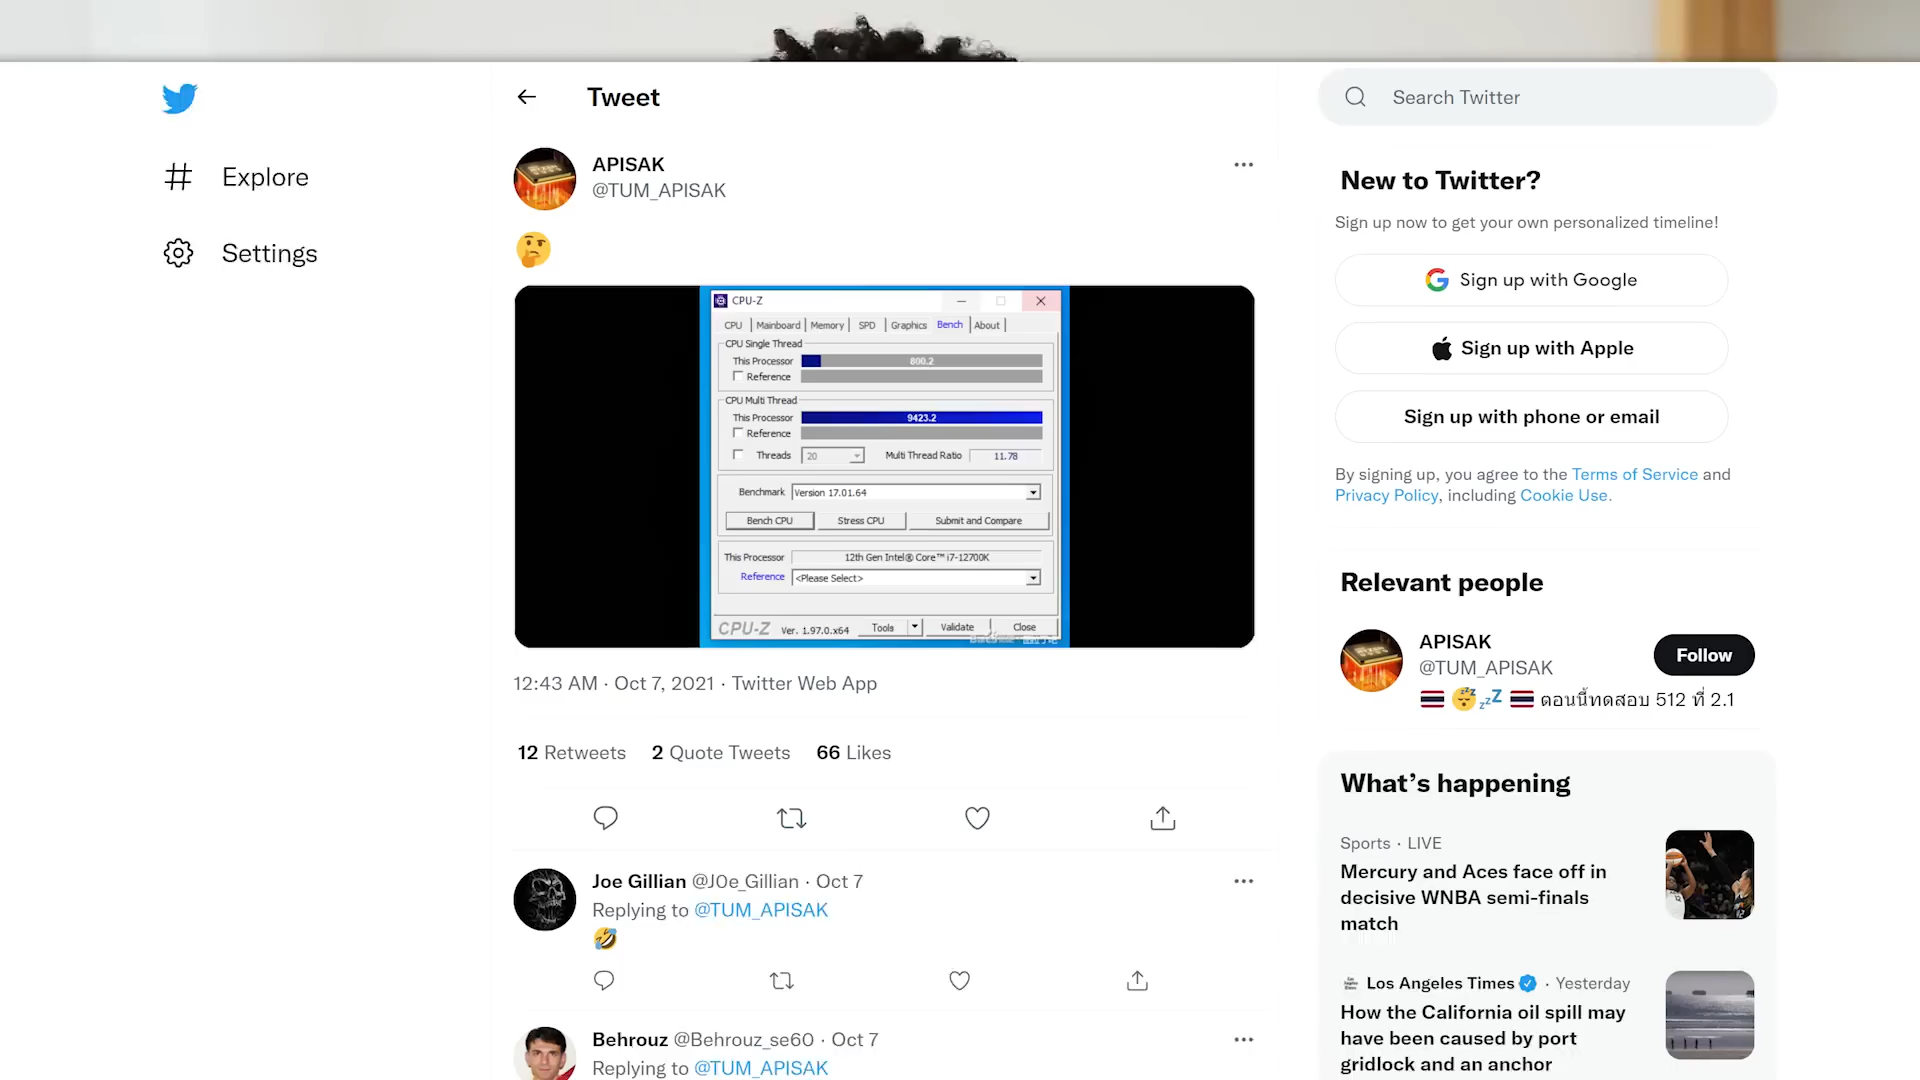 Tweet
Search Twitter
Explore
Settings
APISAK
@TUM_APISAK
CPU-Z
CPU Mainboard Memory SPD Graphics Bench About
CPU Single Thread
This Processor 800.2
Reference
CPU Multi Thread
This Processor 9423.2
Reference
Threads 20 Multi Thread Ratio 11.78
Benchmark Version 17.01.64
Bench CPU Stress CPU Submit and Compare
This Processor 12th Gen Intel® Core™ i7-12700K
Reference <Please Select>
CPU-Z Ver. 1.97.0.x64 Tools Validate Close
12:43 AM · Oct 7, 2021 · Twitter Web App
12 Retweets 2 Quote Tweets 66 Likes
Joe Gillian @J0e_Gillian · Oct 7
Replying to @TUM_APISAK
Behrouz @Behrouz_se60 · Oct 7
Replying to @TUM_APISAK
New to Twitter?
Sign up now to get your own personalized timeline!
Sign up with Google
Sign up with Apple
Sign up with phone or email
By signing up, you agree to the Terms of Service and
Privacy Policy, including Cookie Use.
Relevant people
APISAK
@TUM_APISAK
Follow
ตอนนี้ทดสอบ 512 ที่ 2.1
What's happening
Sports · LIVE
Mercury and Aces face off in
decisive WNBA semi-finals
match
Los Angeles Times · Yesterday
How the California oil spill may
have been caused by port
gridlock and an anchor